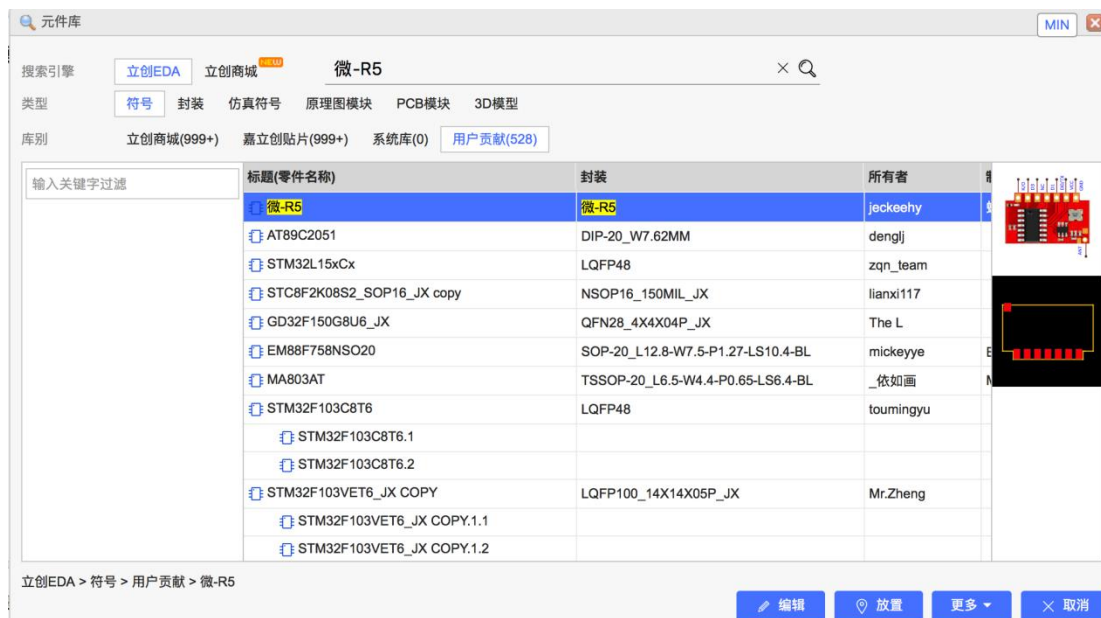 元件库 MIN
搜索引擎 立创EDA 立创商城 NEW 微-R5
类型 符号 封装 仿真符号 原理图模块 PCB模块 3D模型
库别 立创商城(999+) 嘉立创贴片(999+) 系统库(0) 用户贡献(528)
输入关键字过滤
标题(零件名称) 封装 所有者
微-R5 微-R5 jeckeehy
AT89C2051 DIP-20_W7.62MM denglj
STM32L15xCx LQFP48 zqn_team
STC8F2K08S2_SOP16_JX copy NSOP16_150MIL_JX lianxi117
GD32F150G8U6_JX QFN28_4X4X04P_JX The L
EM88F758NSO20 SOP-20_L12.8-W7.5-P1.27-LS10.4-BL mickeyye
MA803AT TSSOP-20_L6.5-W4.4-P0.65-LS6.4-BL _依如画
STM32F103C8T6 LQFP48 toumingyu
STM32F103C8T6.1
STM32F103C8T6.2
STM32F103VET6_JX COPY LQFP100_14X14X05P_JX Mr.Zheng
STM32F103VET6_JX COPY.1.1
STM32F103VET6_JX COPY.1.2
立创EDA > 符号 > 用户贡献 > 微-R5
编辑 放置 更多 取消